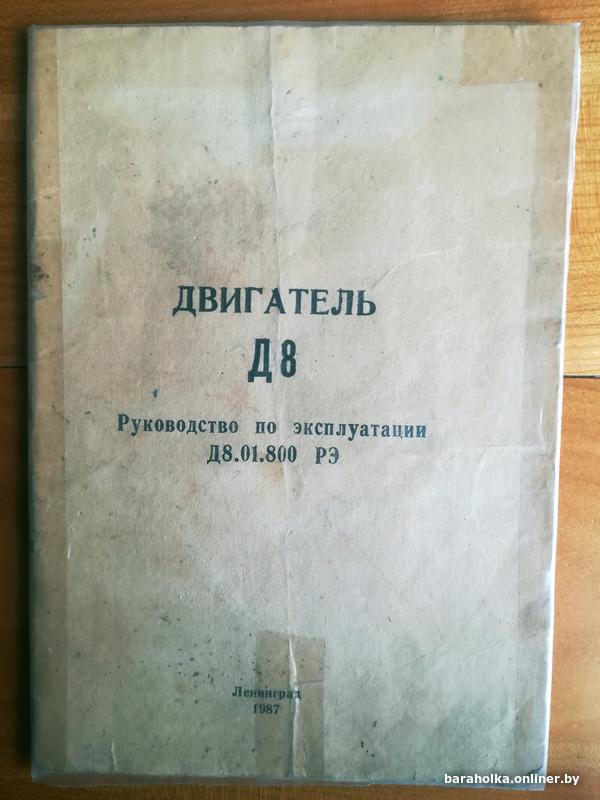 ДВИГАТЕЛЬ
Д8
Руководство по эксплуатации
Д8.01.800 РЭ
Ленинград
1987
baraholka.onliner.by